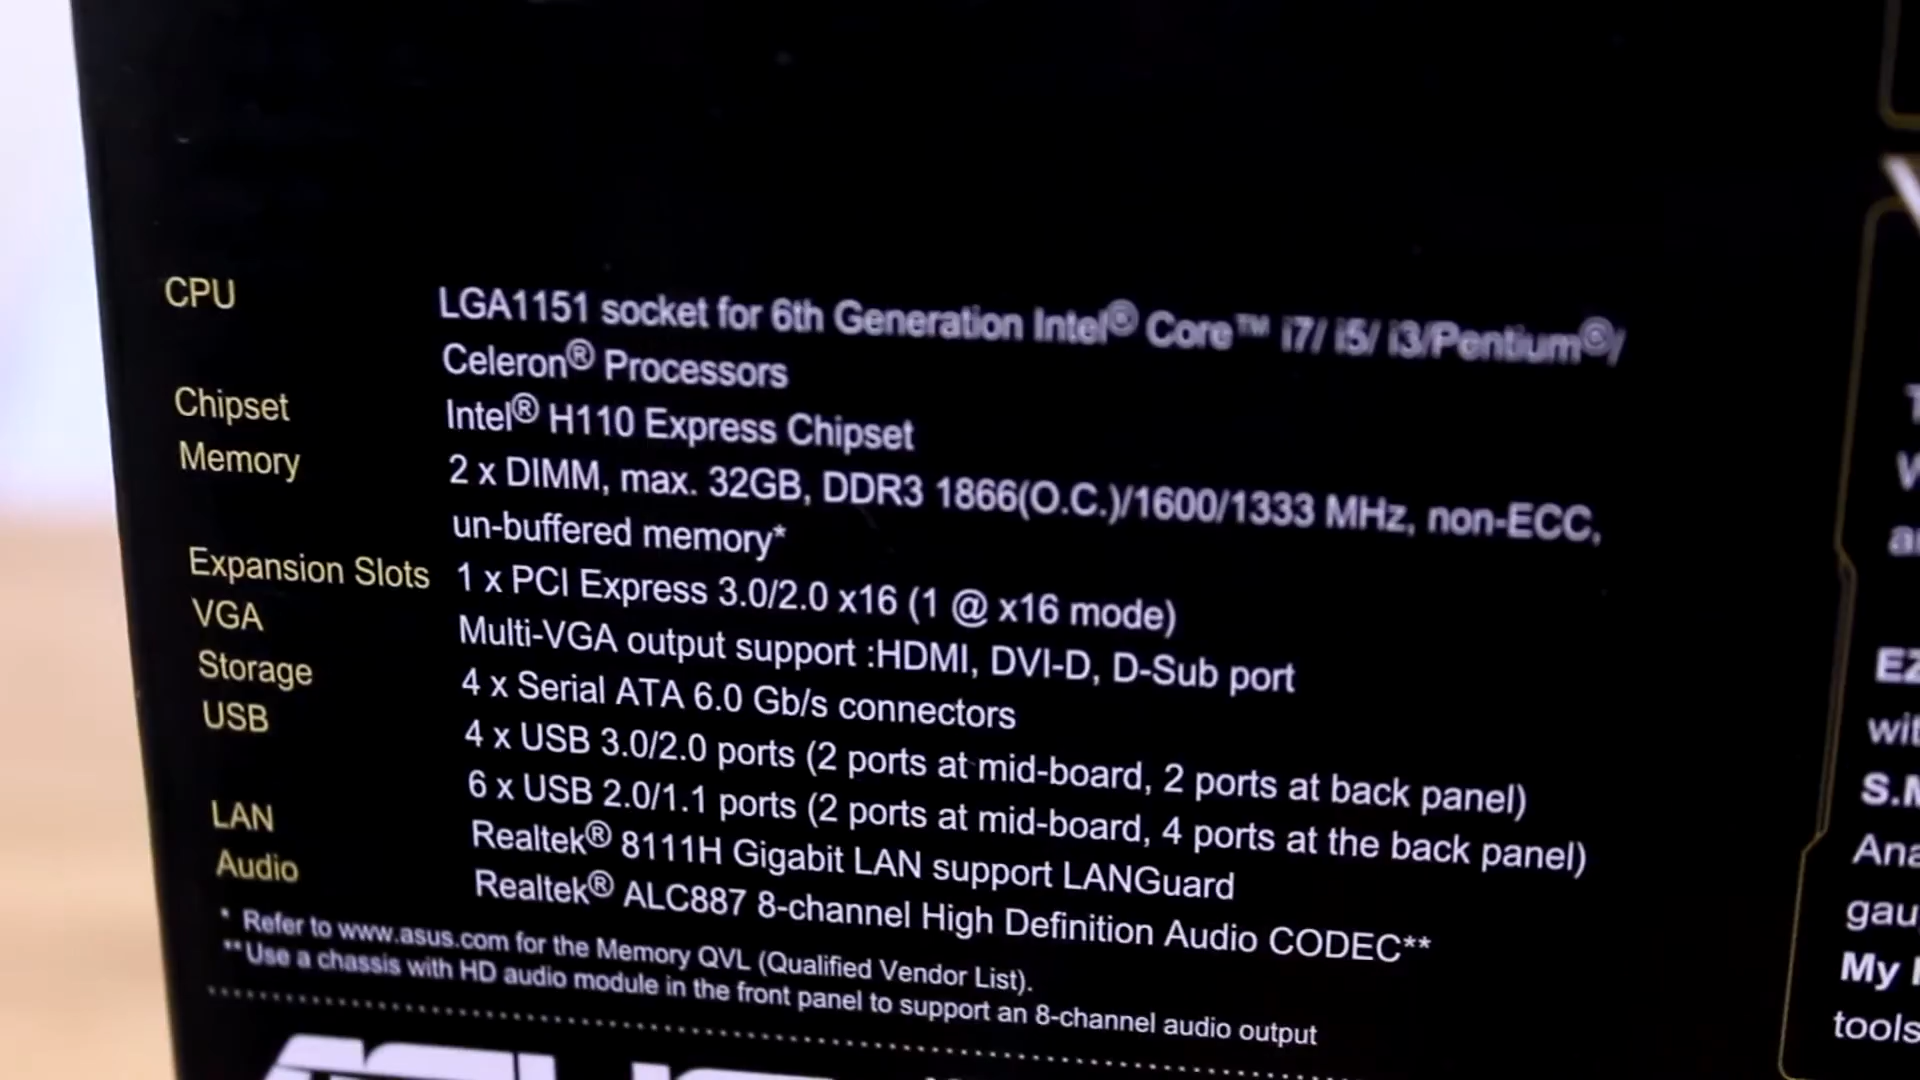 CPU LGA1151 socket for 6th Generation Intel® Core™ i7/ i5/ i3/Pentium®/
Celeron® Processors
Chipset Intel® H110 Express Chipset
Memory 2 x DIMM, max. 32GB, DDR3 1866(O.C.)/1600/1333 MHz, non-ECC,
un-buffered memory*
Expansion Slots 1 x PCI Express 3.0/2.0 x16 (1 @ x16 mode)
VGA Multi-VGA output support :HDMI, DVI-D, D-Sub port
Storage 4 x Serial ATA 6.0 Gb/s connectors
USB 4 x USB 3.0/2.0 ports (2 ports at mid-board, 2 ports at back panel)
6 x USB 2.0/1.1 ports (2 ports at mid-board, 4 ports at the back panel)
LAN Realtek® 8111H Gigabit LAN support LANGuard
Audio Realtek® ALC887 8-channel High Definition Audio CODEC**
* Refer to www.asus.com for the Memory QVL (Qualified Vendor List).
** Use a chassis with HD audio module in the front panel to support an 8-channel audio output
EZ
S.M
My
tools